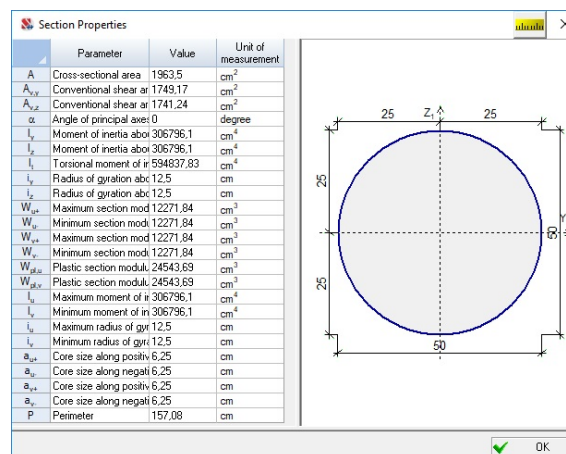 Section Properties
Parameter Value Unit of measurement
A Cross-sectional area 1963,5 cm2
Av,y Conventional shear ar 1749,17 cm2
Av,z Conventional shear ar 1741,24 cm2
α Angle of principal axe: 0 degree
Iy Moment of inertia abou 306796,1 cm4
Iz Moment of inertia abou 306796,1 cm4
It Torsional moment of ir 594837,83 cm4
iy Radius of gyration abo 12,5 cm
iz Radius of gyration abo 12,5 cm
Wu+ Maximum section mod 12271,84 cm3
Wu- Minimum section modu 12271,84 cm3
Wv+ Maximum section mod 12271,84 cm3
Wv- Minimum section modu 12271,84 cm3
Wpl,u Plastic section modulu 24543,69 cm3
Wpl,v Plastic section modulu 24543,69 cm3
Iu Maximum moment of ir 306796,1 cm4
Iv Minimum moment of ir 306796,1 cm4
iu Maximum radius of gyr 12,5 cm
iv Minimum radius of gyra 12,5 cm
au+ Core size along positiv 6,25 cm
au- Core size along negati 6,25 cm
av+ Core size along positiv 6,25 cm
av- Core size along negati 6,25 cm
P Perimeter 157,08 cm
25 Z1 25
25
Y
50
25
50
OK